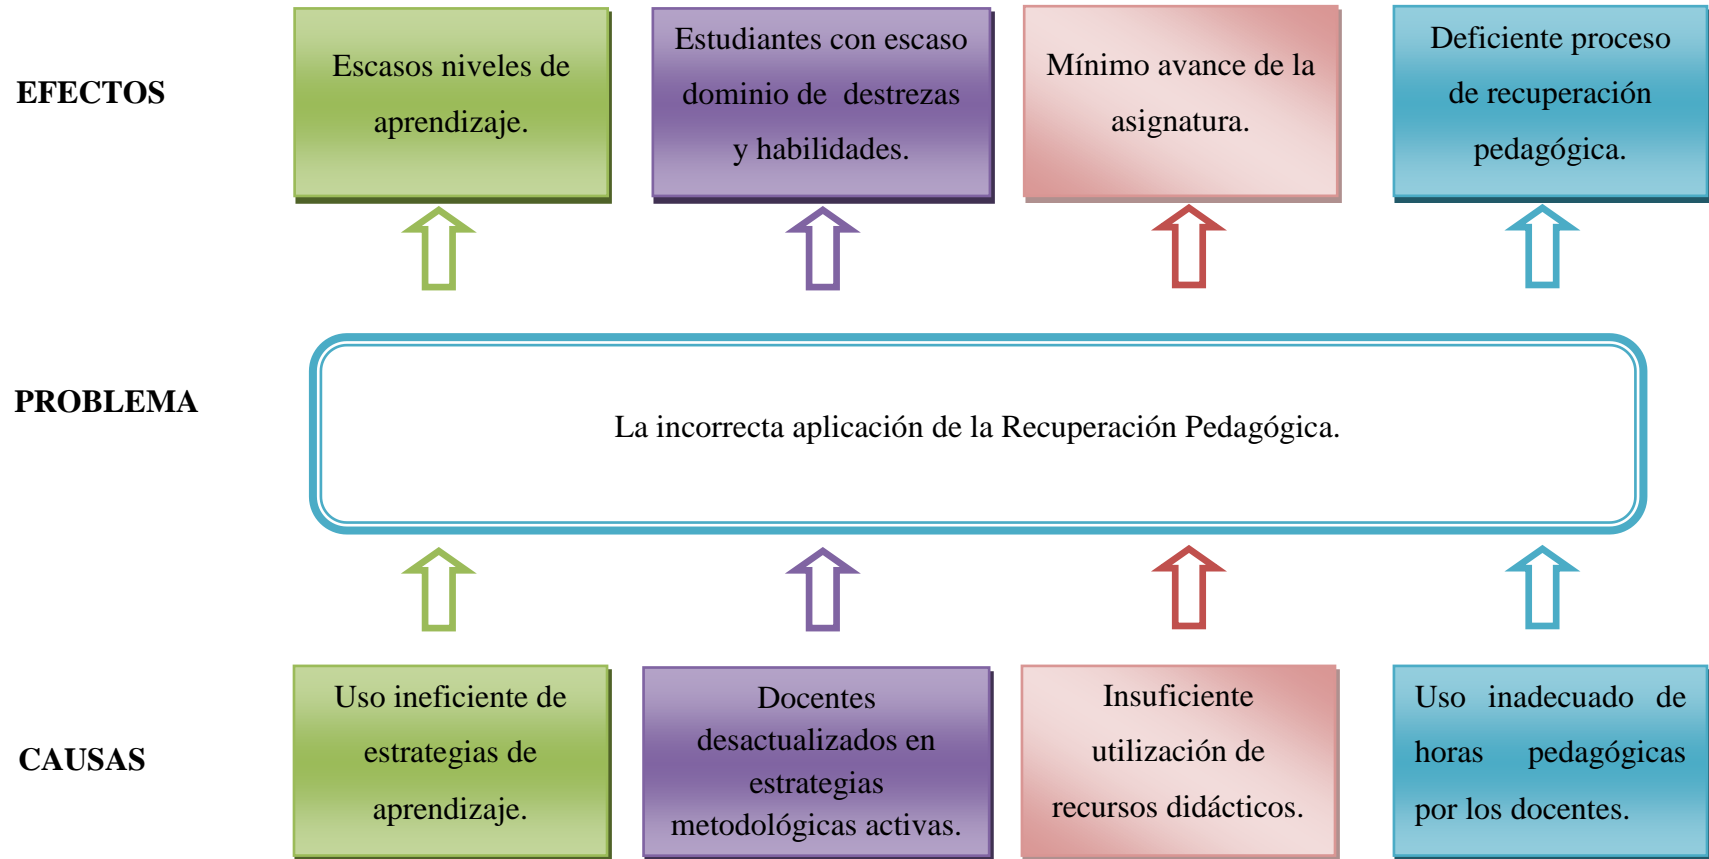 EFECTOS
Escasos niveles de
aprendizaje.
Estudiantes con escaso
dominio de destrezas
y habilidades.
Mínimo avance de la
asignatura.
Deficiente proceso
de recuperación
pedagógica.
PROBLEMA
La incorrecta aplicación de la Recuperación Pedagógica.
CAUSAS
Uso ineficiente de
estrategias de
aprendizaje.
Docentes
desactualizados en
estrategias
metodológicas activas.
Insuficiente
utilización de
recursos didácticos.
Uso inadecuado de
horas pedagógicas
por los docentes.